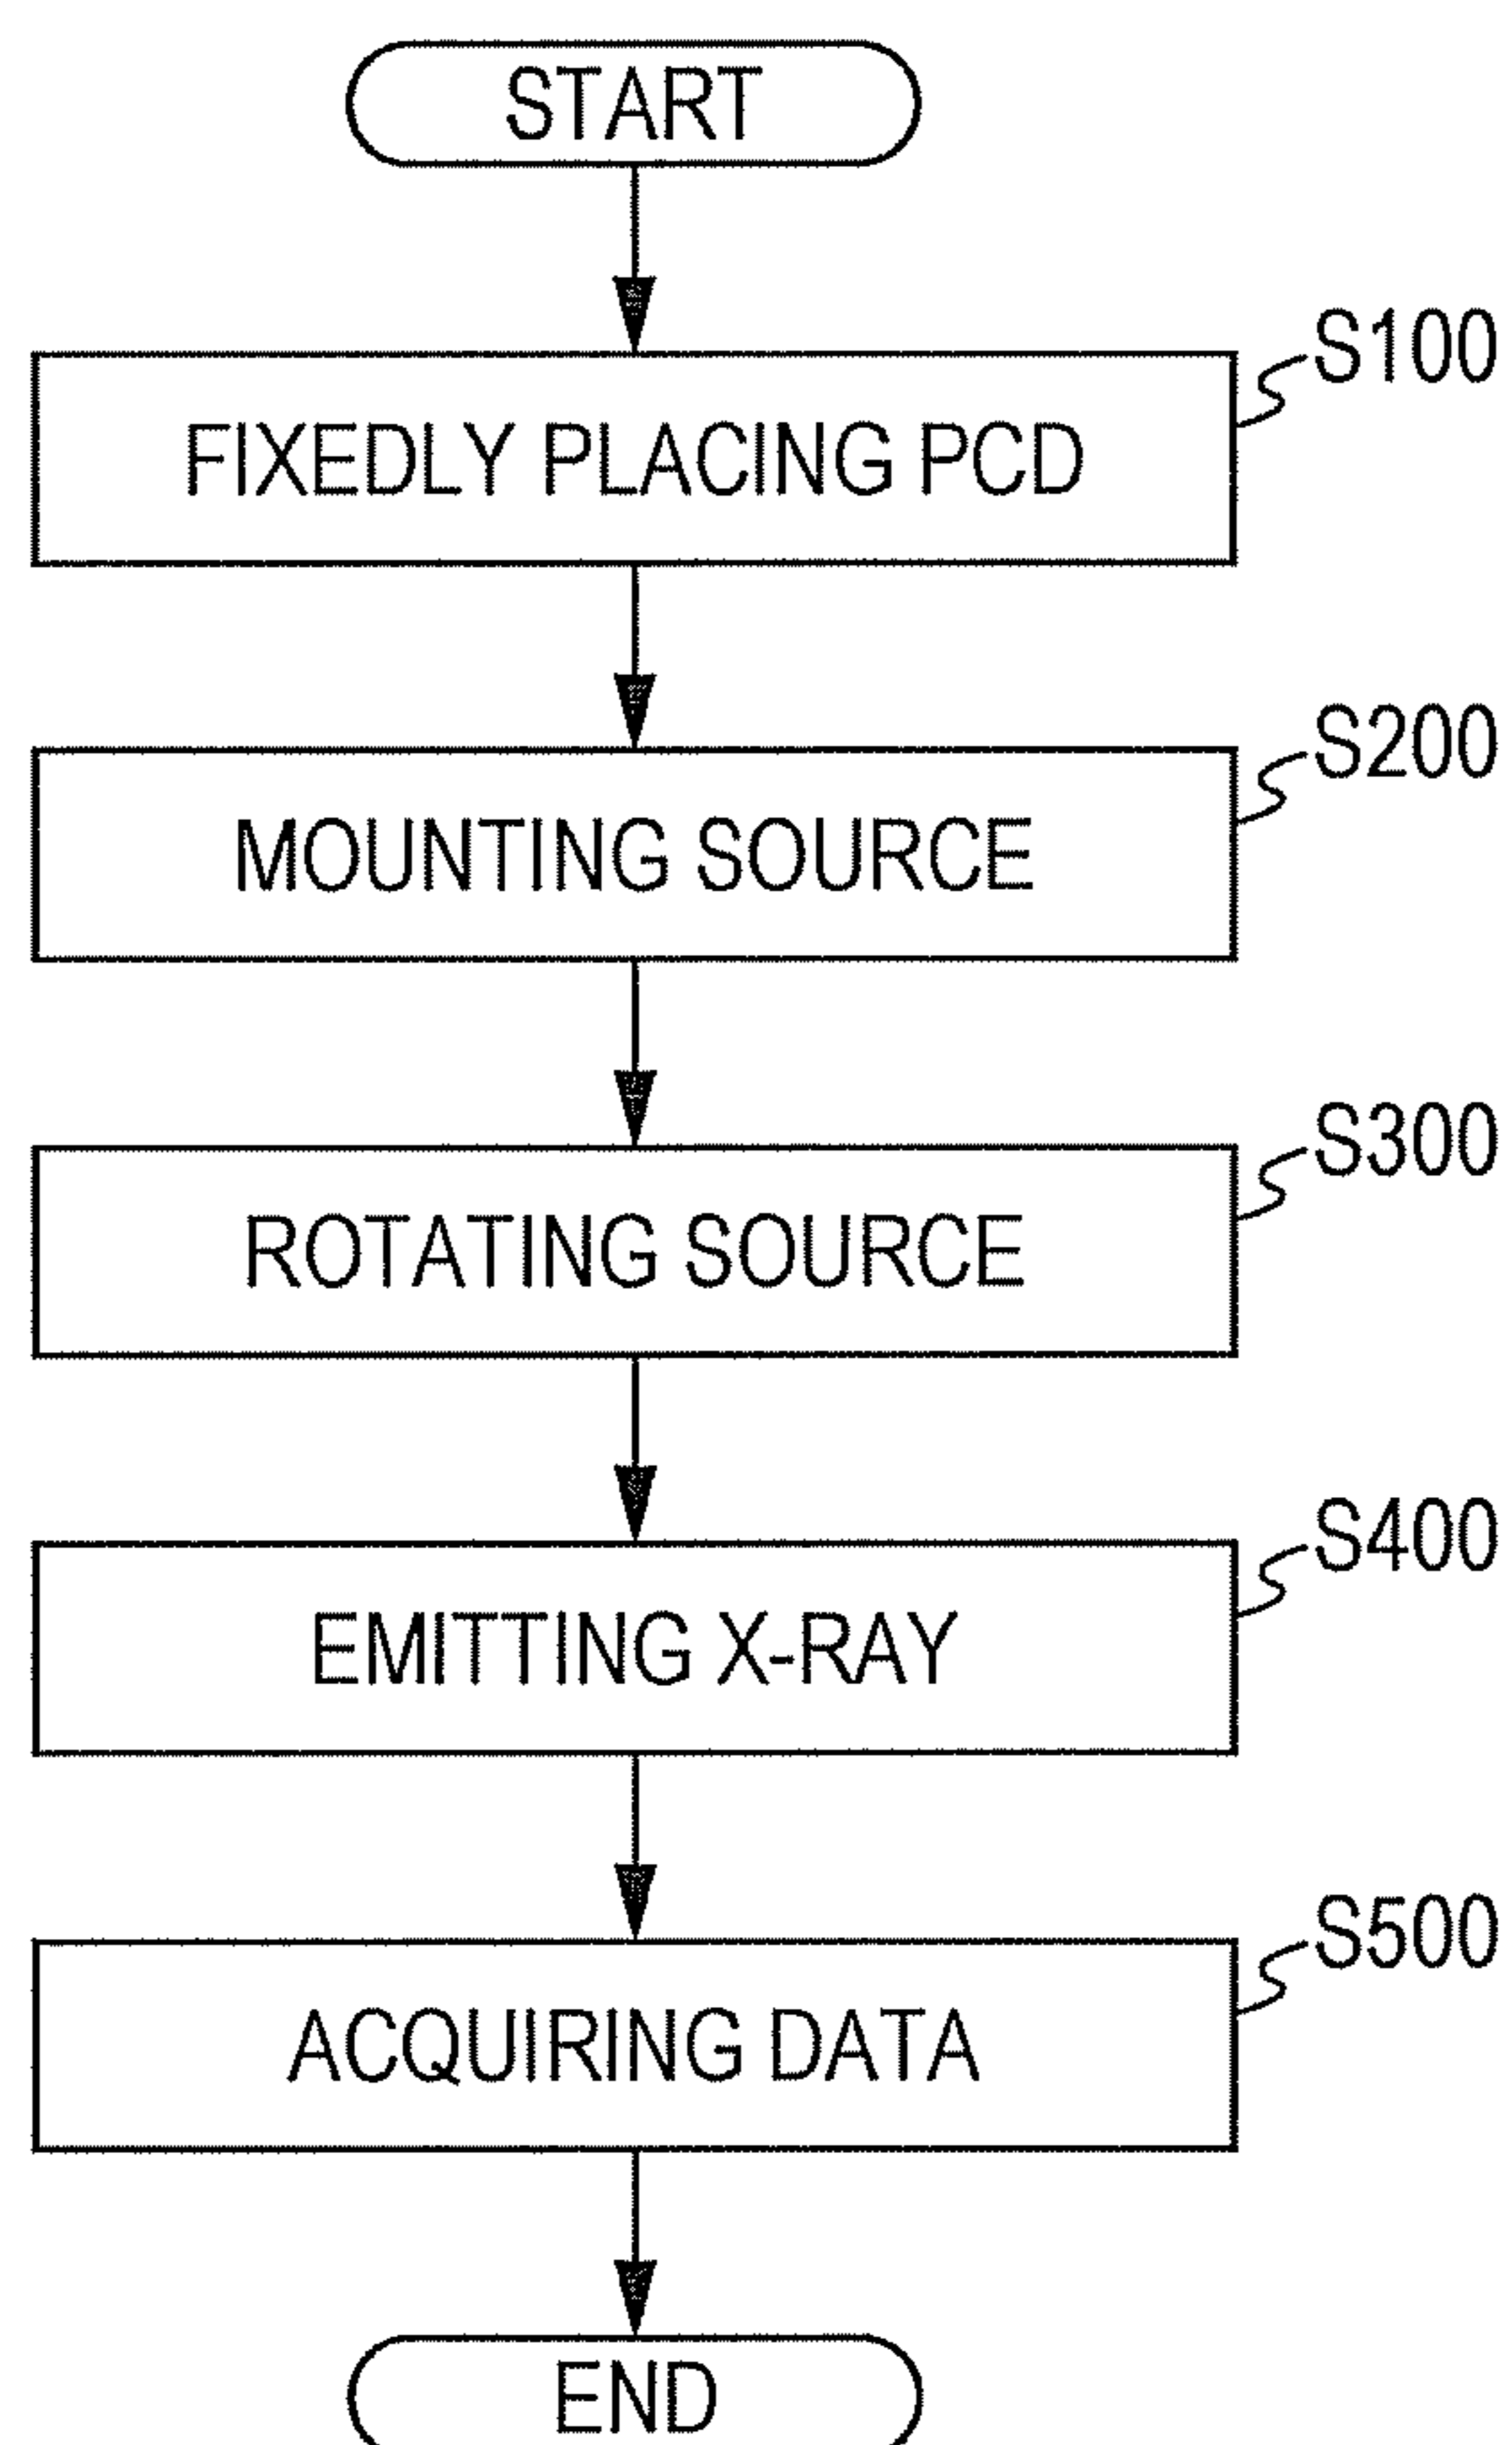 START
S100
FIXEDLY PLACING PCD
S200
MOUNTING SOURCE
S300
ROTATING SOURCE
S400
EMITTING X-RAY
S500
ACQUIRING DATA
END